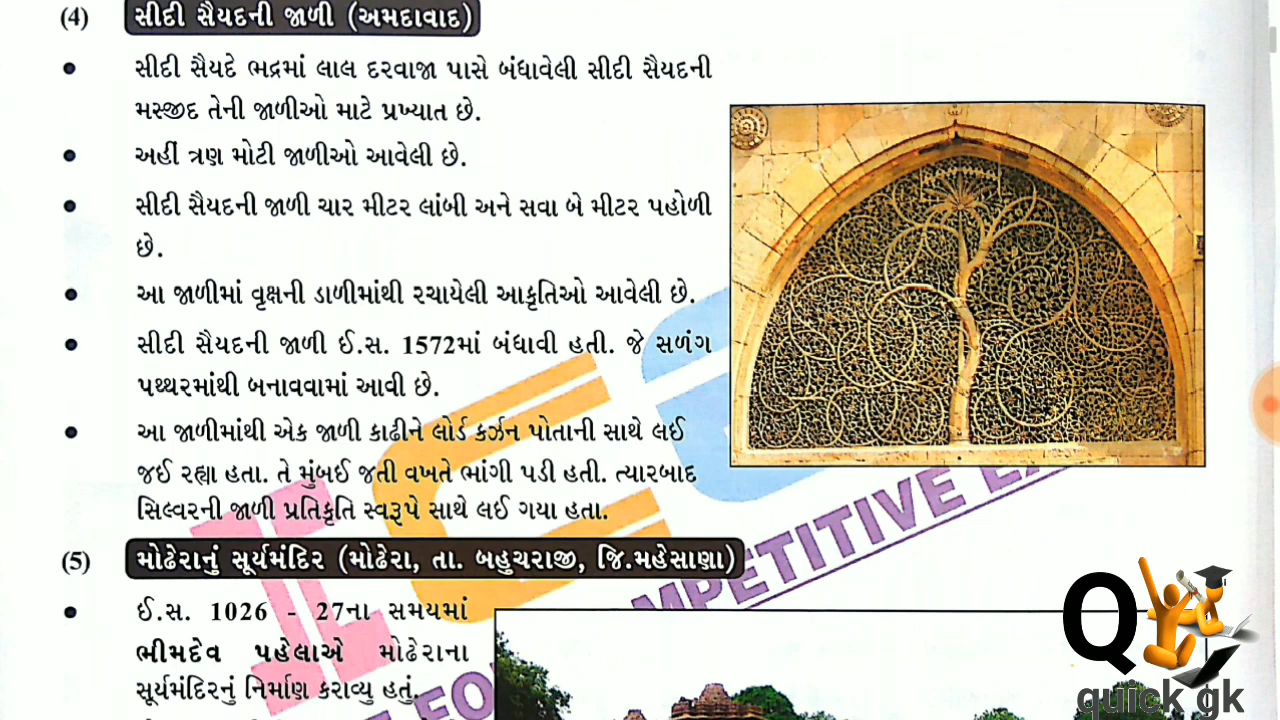 (4) સીદી સૈયદની જાળી (અમદાવાદ)
• સીદી સૈયદે ભદ્રમાં લાલ દરવાજા પાસે બંધાવેલી સીદી સૈયદની
મસ્જીદ તેની જાળીઓ માટે પ્રખ્યાત છે.
• અહીં ત્રણ મોટી જાળીઓ આવેલી છે.
• સીદી સૈયદની જાળી ચાર મીટર લાંબી અને સવા બે મીટર પહોળી
છે.
• આ જાળીમાં વૃક્ષની ડાળીમાંથી રચાયેલી આકૃતિઓ આવેલી છે.
• સીદી સૈયદની જાળી ઈ.સ. 1572માં બંધાવી હતી. જે સળંગ
પથ્થરમાંથી બનાવવામાં આવી છે.
• આ જાળીમાંથી એક જાળી કાઢીને લોર્ડ કર્ઝન પોતાની સાથે લઈ
જઈ રહ્યા હતા. તે મુંબઈ જતી વખતે ભાંગી પડી હતી. ત્યારબાદ
સિલ્વરની જાળી પ્રતિકૃતિ સ્વરૂપે સાથે લઈ ગયા હતા.
(5) મોઢેરાનું સૂર્યમંદિર (મોઢેરા, તા. બહુચરાજી, જિ.મહેસાણા)
• ઈ.સ. 1026 - 27ના સમયમાં
ભીમદેવ પહેલાએ મોઢેરાના
સૂર્યમંદિરનું નિર્માણ કરાવ્યુ હતું.
Q
quick gk